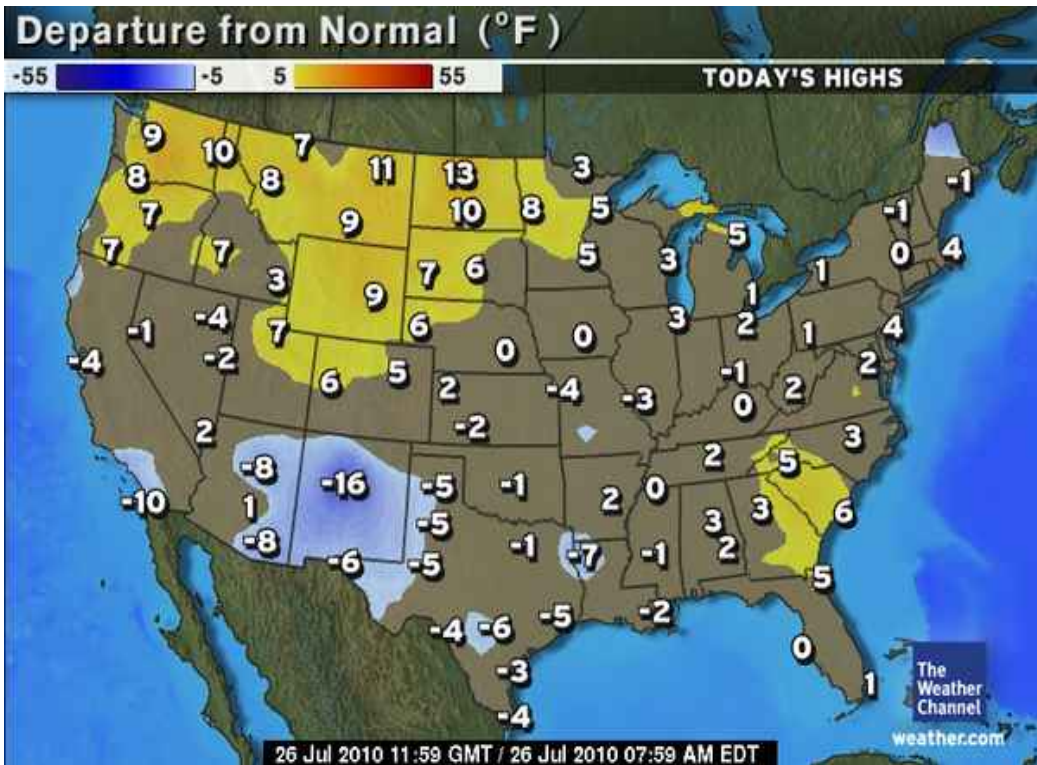 Departure from Normal (°F)
-55 -5 5 55 TODAY'S HIGHS
9 10 7 11 13 3
8 8 10 8 5 -1
7 9 -1
7 7 3 7 6 5 3 5 0 4
9 1 1
-4 7 6 3 2 1 4
-1 -2 0 0
-4 6 5 2 -4 -3 -1 2 2
-2 0
2 2 3
-8 -16 -5 -1 0 5
-10 1 -5 2 3 3 6
-8 -6 -5 -1 -7 -1 2 5
-4 -6 -5 -2
-3 0 1
-4
The
Weather
Channel
weather.com
26 Jul 2010 11:59 GMT / 26 Jul 2010 07:59 AM EDT